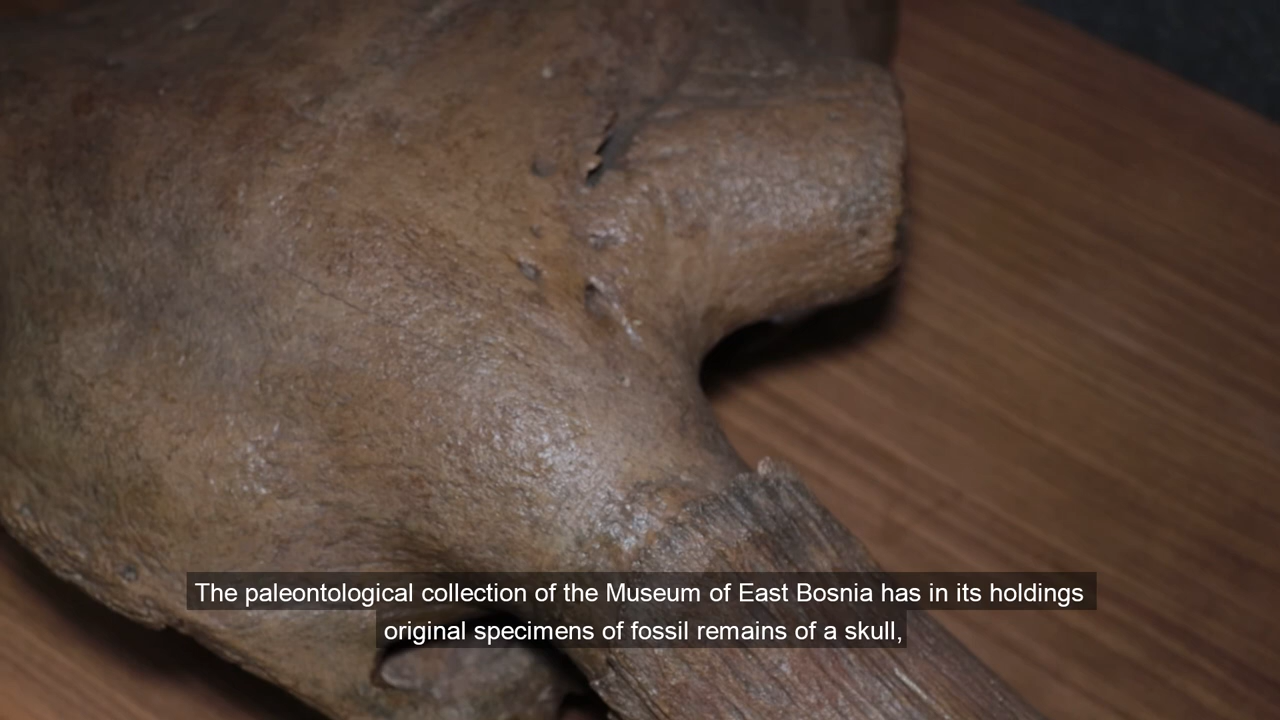 The paleontological collection of the Museum of East Bosnia has in its holdings
original specimens of fossil remains of a skull,